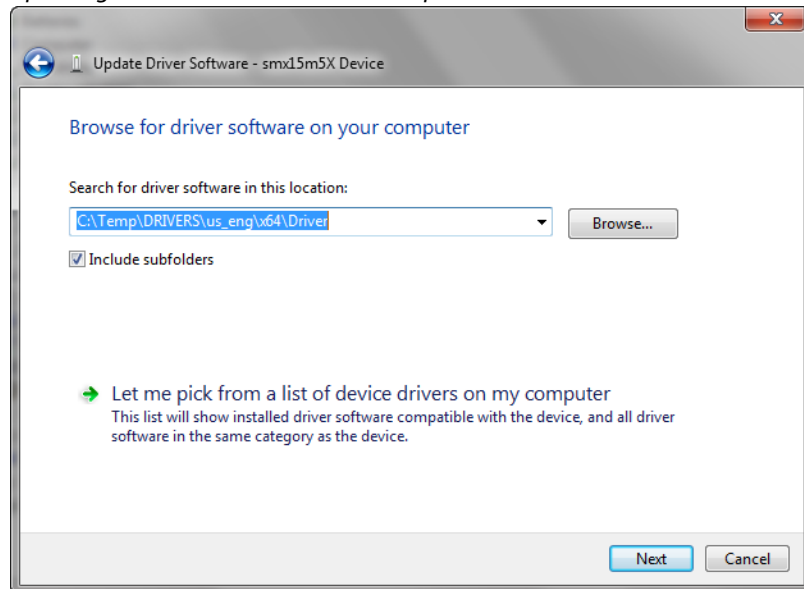 Update Driver Software - smx15m5X Device
Browse for driver software on your computer
Search for driver software in this location:
C:\Temp\DRIVERS\us_eng\x64\Driver
Browse...
Include subfolders
Let me pick from a list of device drivers on my computer
This list will show installed driver software compatible with the device, and all driver
software in the same category as the device.
Next
Cancel